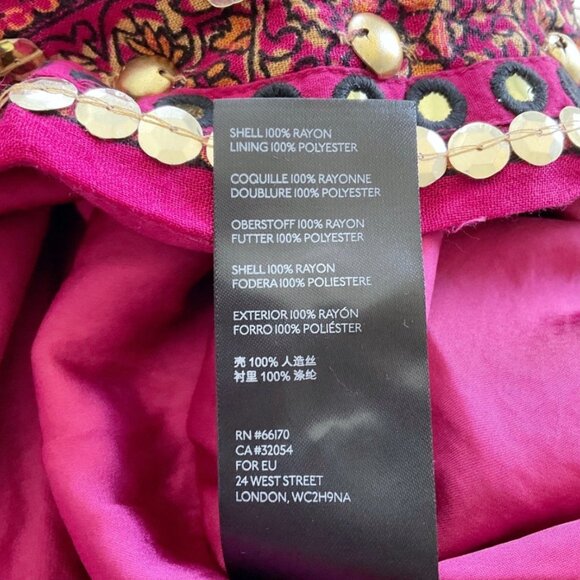 SHELL 100% RAYON
LINING 100% POLYESTER
COQUILLE 100% RAYONNE
DOUBLURE 100% POLYESTER
OBERSTOFF 100% RAYON
FUTTER 100% POLYESTER
SHELL 100% RAYON
FODERA 100% POLIESTERE
EXTERIOR 100% RAYÓN
FORRO 100% POLIÉSTER
壳 100% 人造丝
衬里 100% 涤纶
RN #66170
CA #32054
FOR EU
24 WEST STREET
LONDON, WC2H9NA